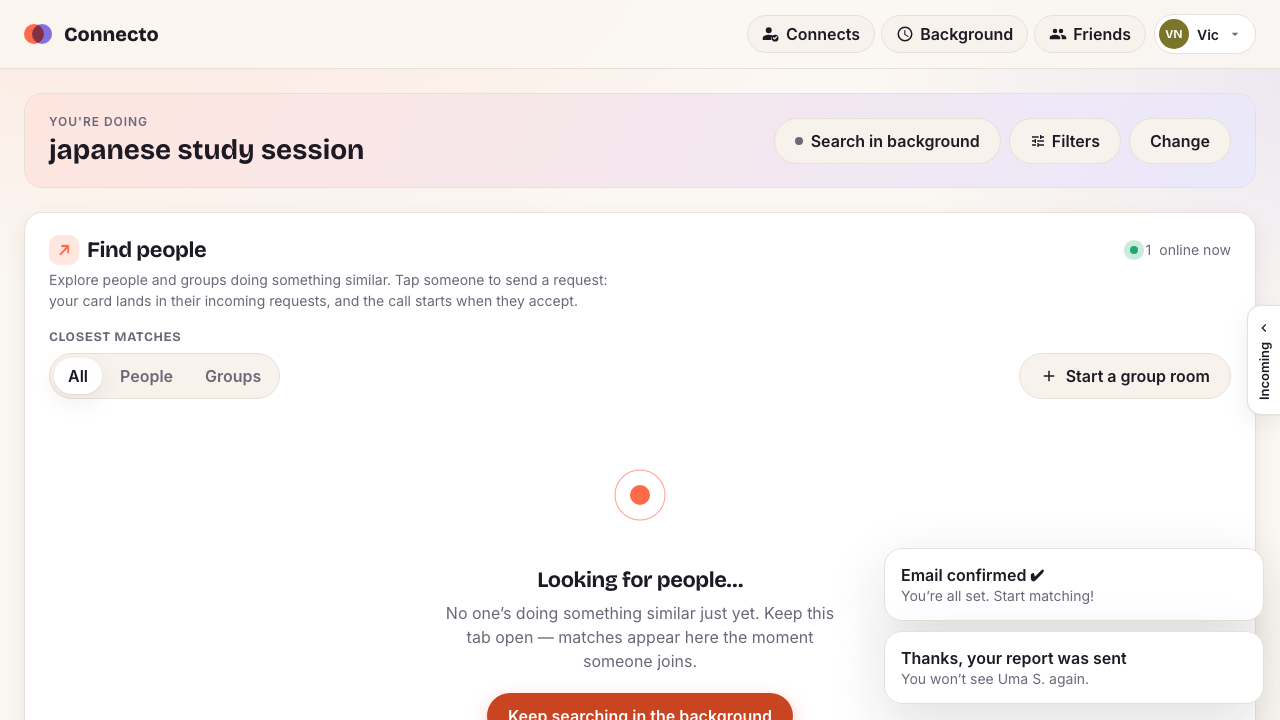 Connecto
Connects
Background
Friends
VN
Vic
YOU'RE DOING
japanese study session
Search in background
Filters
Change
Find people
1 online now
Explore people and groups doing something similar. Tap someone to send a request:
your card lands in their incoming requests, and the call starts when they accept.
CLOSEST MATCHES
All
People
Groups
Start a group room
Incoming
Looking for people…
No one’s doing something similar just yet. Keep this
tab open — matches appear here the moment
someone joins.
Keep searching in the background
Email confirmed ✔
You’re all set. Start matching!
Thanks, your report was sent
You won’t see Uma S. again.